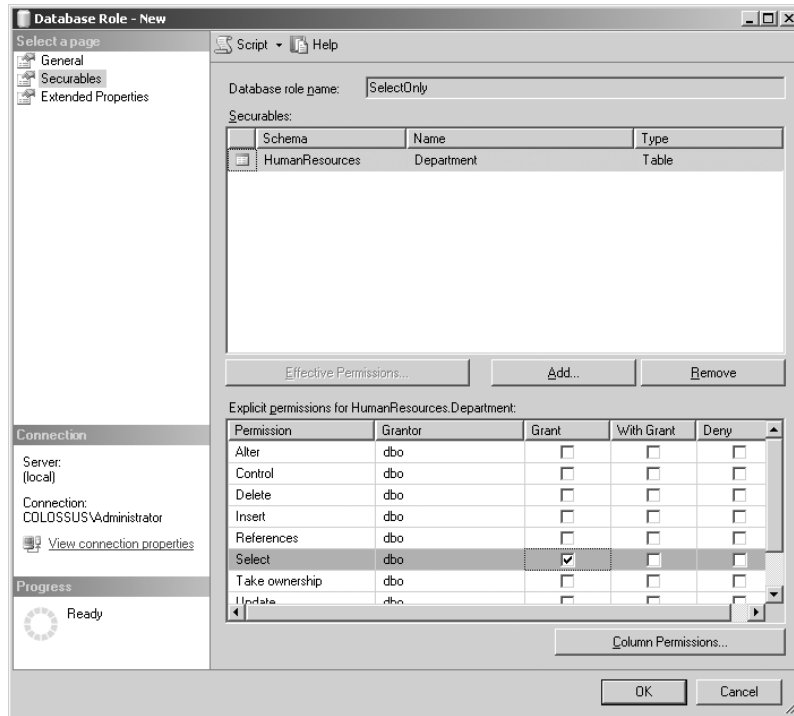 Database Role - New
Select a page
General
Securables
Extended Properties
Script Help
Database role name: SelectOnly
Securables:
Schema Name Type
HumanResources Department Table
Effective Permissions... Add... Remove
Explicit permissions for HumanResources.Department:
Permission Grantor Grant With Grant Deny
Alter dbo
Control dbo
Delete dbo
Insert dbo
References dbo
Select dbo
Take ownership dbo
Update dbo
Column Permissions...
Connection
Server:
(local)
Connection:
COLOSSUS\Administrator
View connection properties
Progress
Ready
OK Cancel